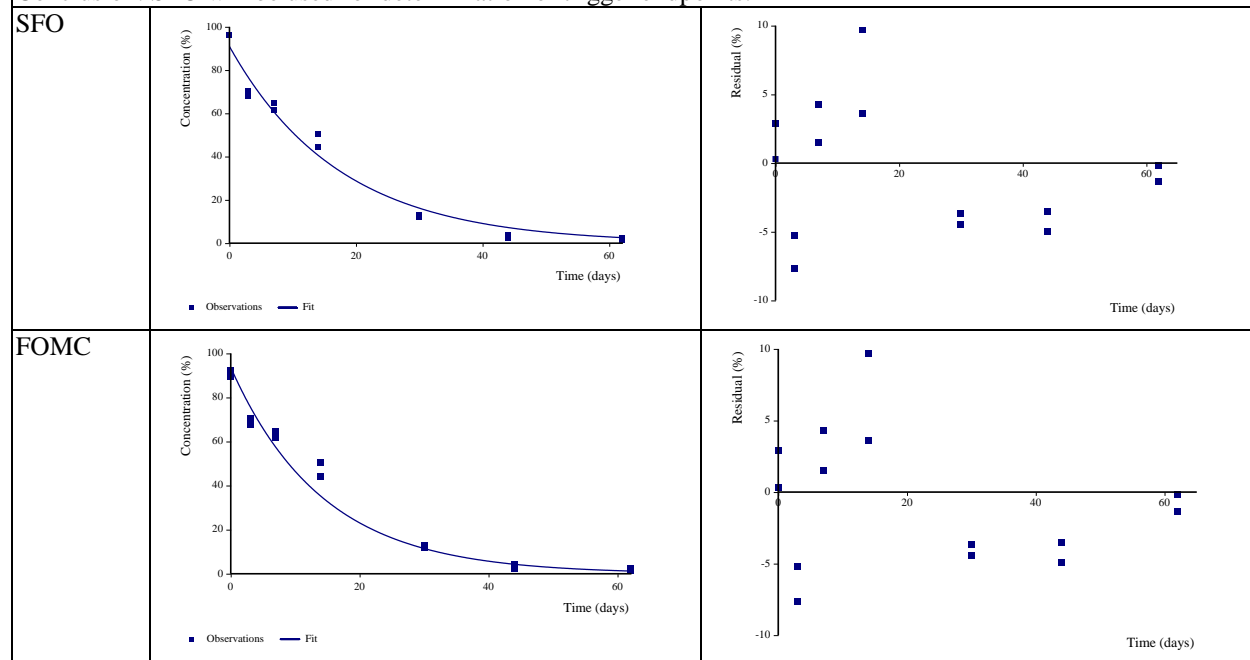 SFO
Concentration (%)
100
80
60
40
20
0
0 20 40 60
Time (days)
Observations Fit
Residual (%)
10
5
0
-5
-10
0 20 40 60
Time (days)
FOMC
Concentration (%)
100
80
60
40
20
0
0 20 40 60
Time (days)
Observations Fit
Residual (%)
10
5
0
-5
-10
0 20 40 60
Time (days)